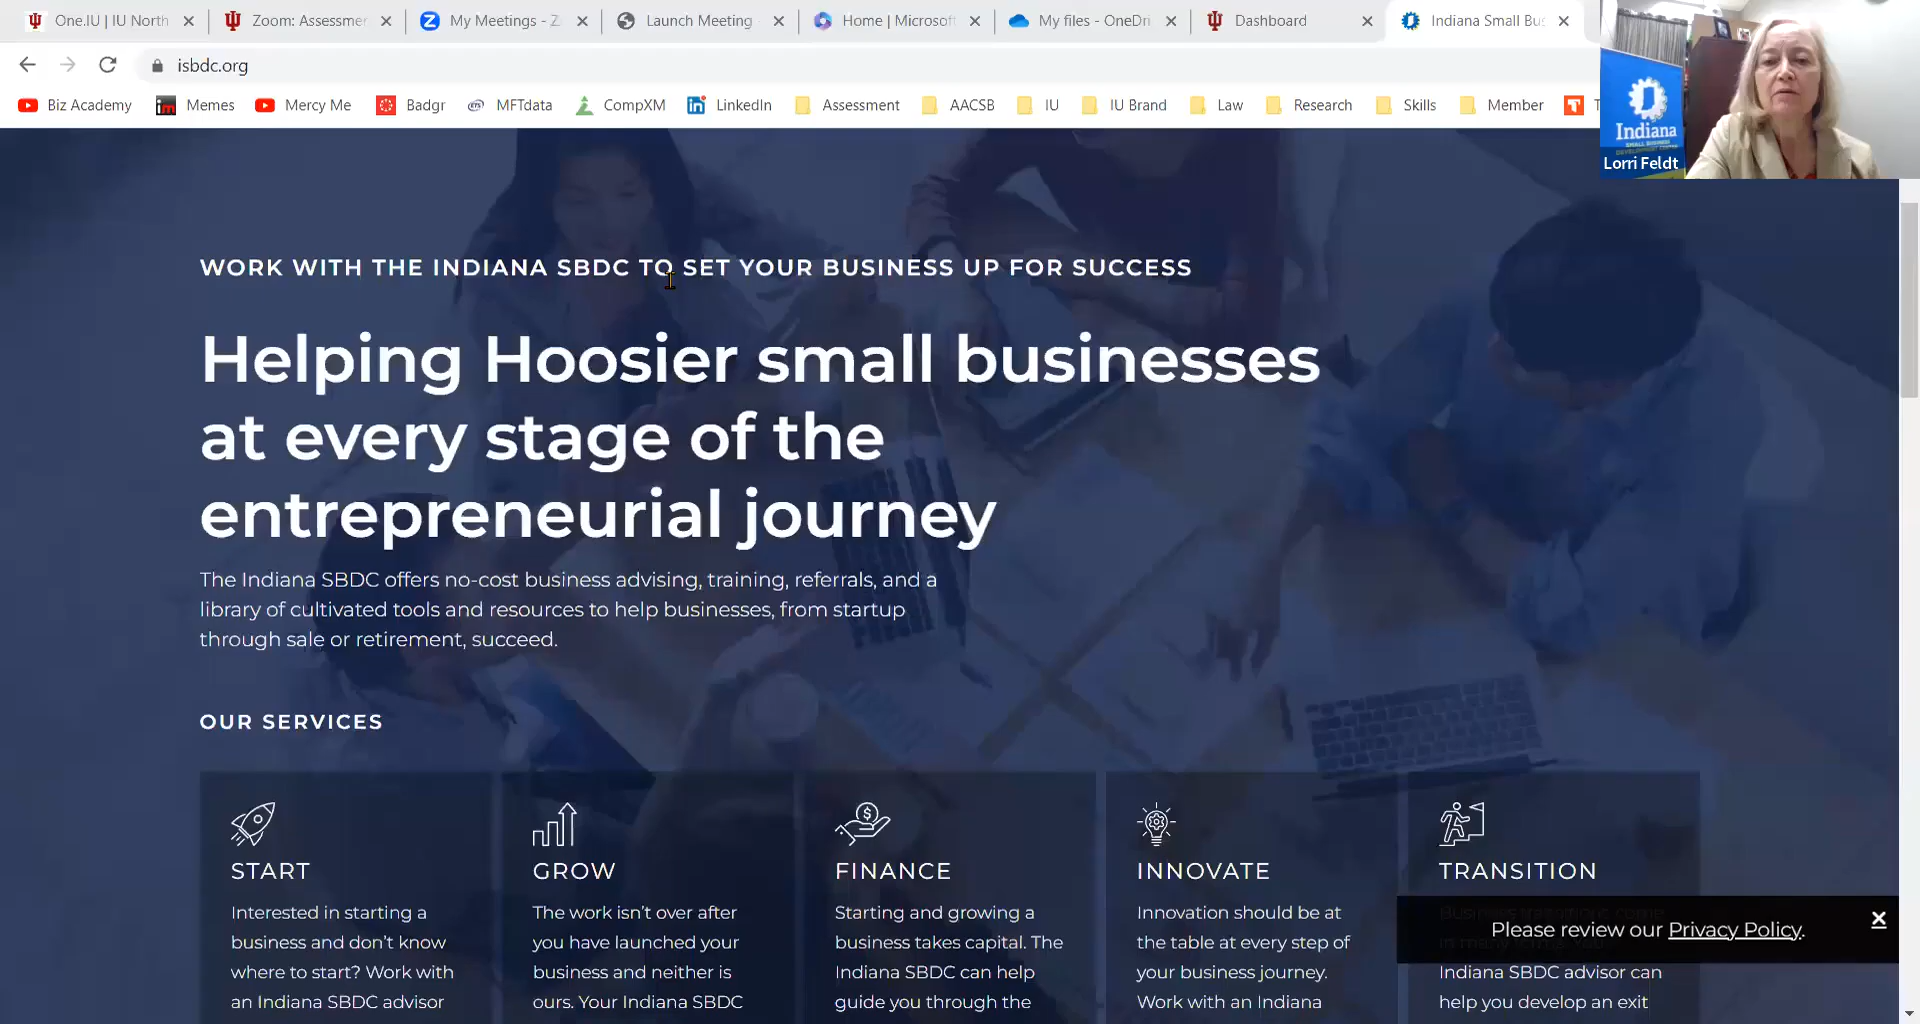 One.IU | IU North
Zoom: Assessmen
My Meetings - Z
Launch Meeting -
Home | Microsoft
My files - OneDri
Dashboard
Indiana Small Bus
isbdc.org
Biz Academy
im
Memes
Mercy Me
Badgr
MFTdata
CompXM
in
LinkedIn
Assessment
AACSB
IU
IU Brand
Law
Research
Skills
Member
Indiana
SMALL BUSINESS
DEVELOPMENT CENTER
Lorri Feldt
WORK WITH THE INDIANA SBDC TO SET YOUR BUSINESS UP FOR SUCCESS
Helping Hoosier small businesses
at every stage of the
entrepreneurial journey
The Indiana SBDC offers no-cost business advising, training, referrals, and a
library of cultivated tools and resources to help businesses, from startup
through sale or retirement, succeed.
OUR SERVICES
START
Interested in starting a
business and don't know
where to start? Work with
an Indiana SBDC advisor
GROW
The work isn't over after
you have launched your
business and neither is
ours. Your Indiana SBDC
FINANCE
Starting and growing a
business takes capital. The
Indiana SBDC can help
guide you through the
INNOVATE
Innovation should be at
the table at every step of
your business journey.
Work with an Indiana
TRANSITION
Indiana SBDC advisor can
help you develop an exit
Please review our Privacy Policy.